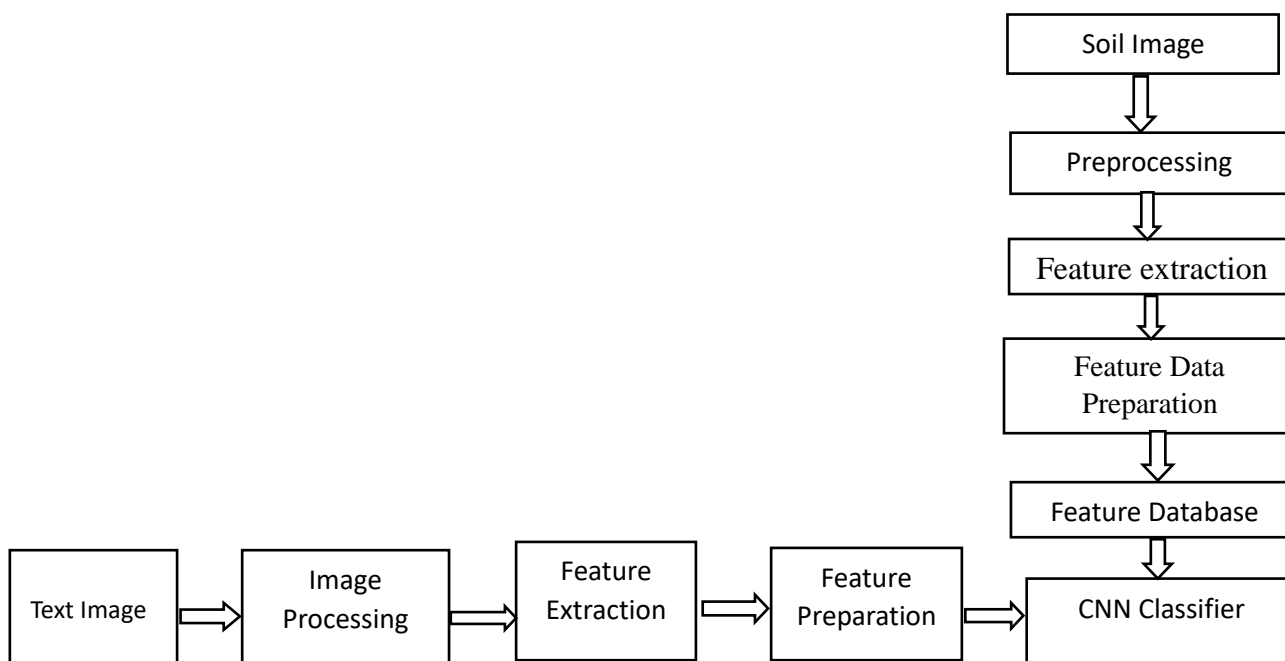 Soil Image
Preprocessing
Feature extraction
Feature Data
Preparation
Feature Database
Text Image
Image
Processing
Feature
Extraction
Feature
Preparation
CNN Classifier